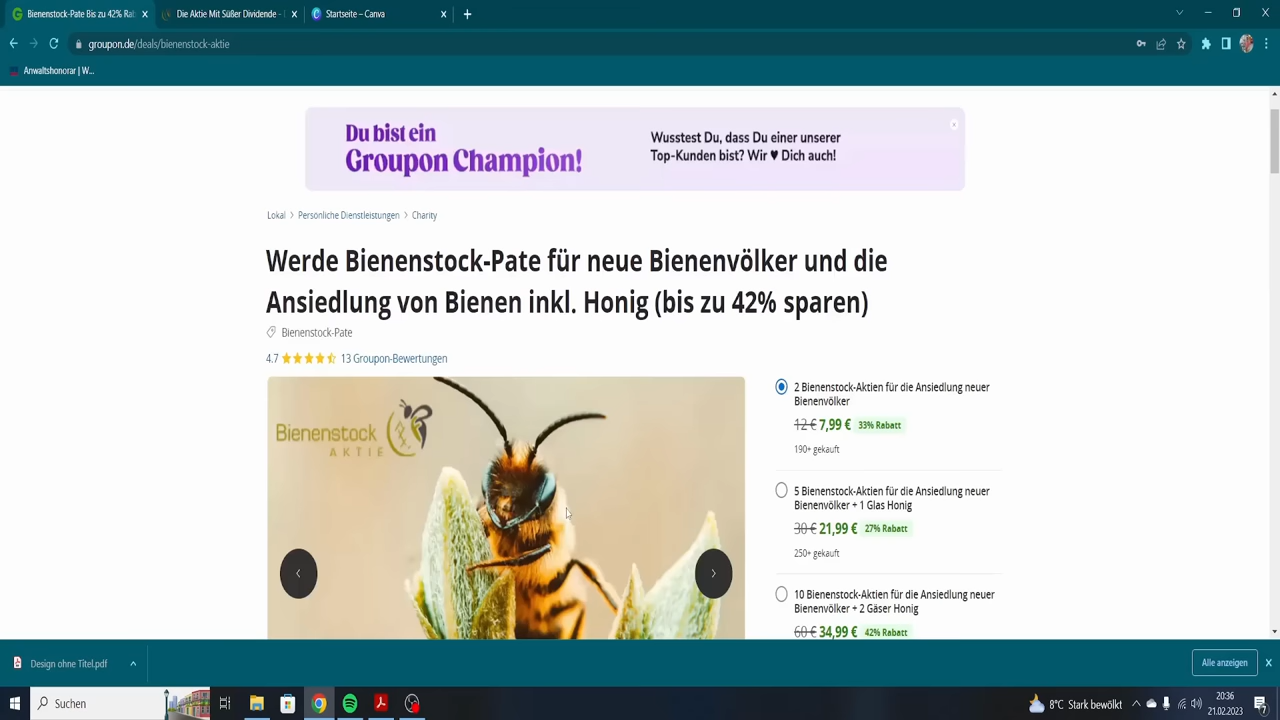 Bienenstock-Pate Bis zu 42% Ra
Die Aktie Mit Süßer Dividende -
Startseite – Canva
groupon.de/deals/bienenstock-aktie
Anwaltshonorar | W...
Du bist ein
Groupon Champion!
Wusstest Du, dass Du einer unserer
Top-Kunden bist? Wir ♥ Dich auch!
Lokal > Persönliche Dienstleistungen > Charity
Werde Bienenstock-Pate für neue Bienenvölker und die
Ansiedlung von Bienen inkl. Honig (bis zu 42% sparen)
Bienenstock-Pate
4.7 13 Groupon-Bewertungen
Bienenstock
AKTIE
2 Bienenstock-Aktien für die Ansiedlung neuer
Bienenvölker
12 € 7,99 € 33% Rabatt
190+ gekauft
5 Bienenstock-Aktien für die Ansiedlung neuer
Bienenvölker + 1 Glas Honig
30 € 21,99 € 27% Rabatt
250+ gekauft
10 Bienenstock-Aktien für die Ansiedlung neuer
Bienenvölker + 2 Gäser Honig
60 € 34,99 € 42% Rabatt
Design ohne Titel.pdf
Alle anzeigen
Suchen
8°C Stark bewölkt
20:36
21.02.2023